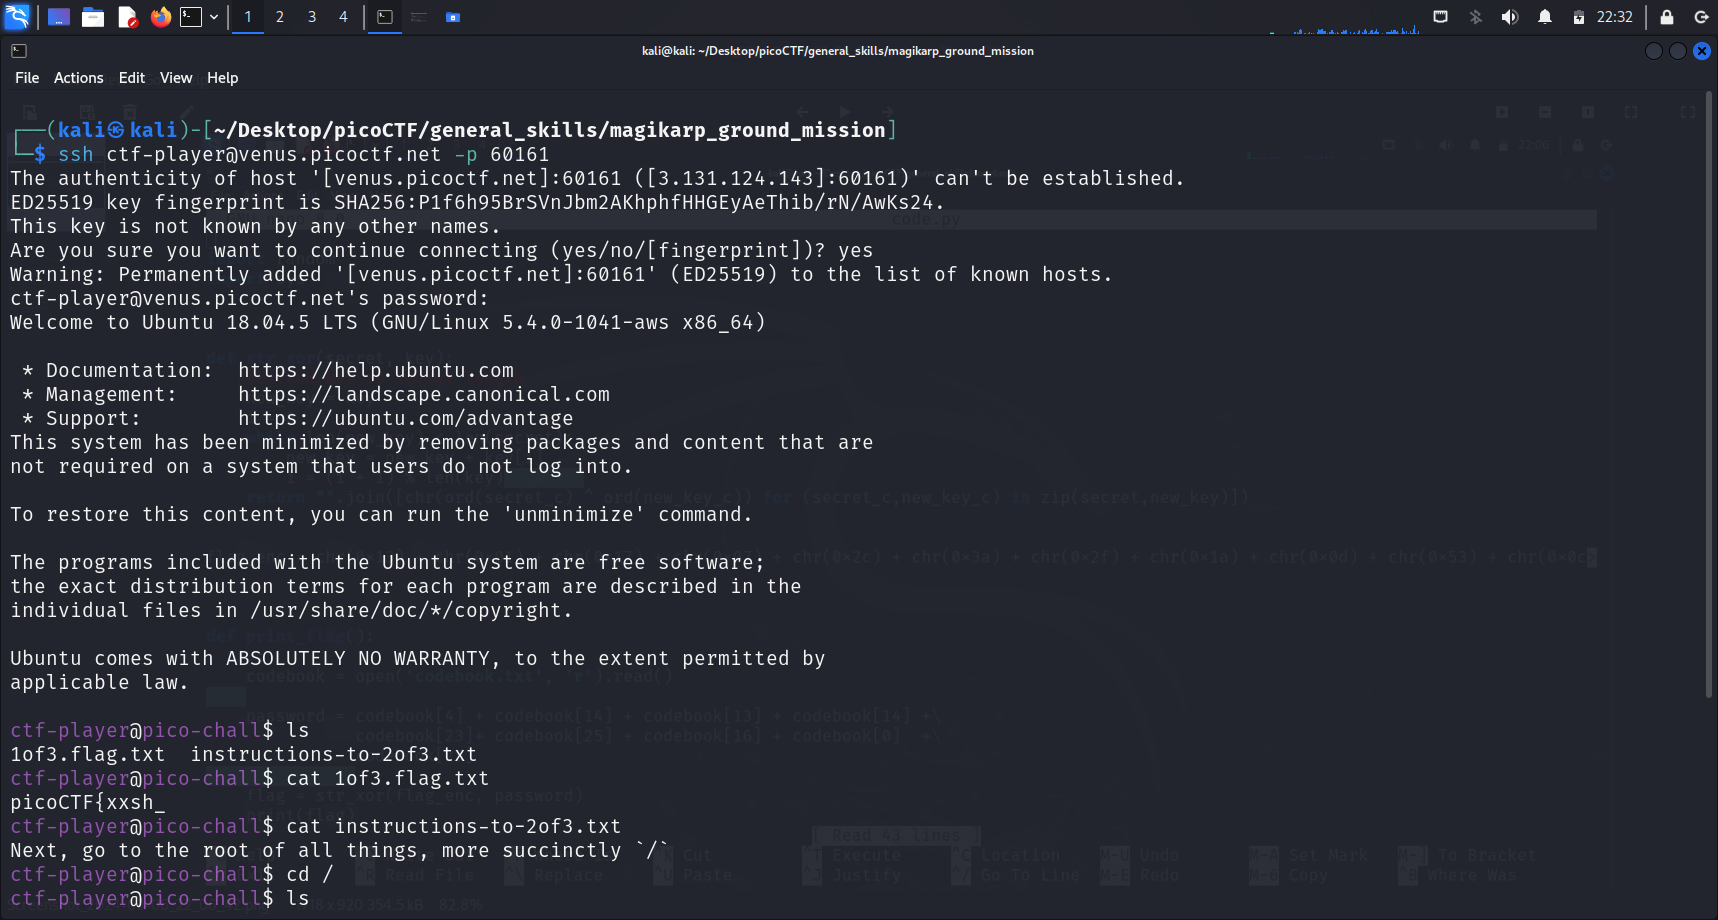 1 2 3 4 22:32
kali@kali: ~/Desktop/picoCTF/general_skills/magikarp_ground_mission
File Actions Edit View Help
┌──(kali㉿kali)-[~/Desktop/picoCTF/general_skills/magikarp_ground_mission]
└─$ ssh ctf-player@venus.picoctf.net -p 60161
The authenticity of host '[venus.picoctf.net]:60161 ([3.131.124.143]:60161)' can't be established.
ED25519 key fingerprint is SHA256:P1f6h95BrSVnJbm2AKhphfHHGEyAeThib/rN/AwKs24.
This key is not known by any other names.
Are you sure you want to continue connecting (yes/no/[fingerprint])? yes
Warning: Permanently added '[venus.picoctf.net]:60161' (ED25519) to the list of known hosts.
ctf-player@venus.picoctf.net's password:
Welcome to Ubuntu 18.04.5 LTS (GNU/Linux 5.4.0-1041-aws x86_64)
* Documentation: https://help.ubuntu.com
* Management: https://landscape.canonical.com
* Support: https://ubuntu.com/advantage
This system has been minimized by removing packages and content that are
not required on a system that users do not log into.
To restore this content, you can run the 'unminimize' command.
The programs included with the Ubuntu system are free software;
the exact distribution terms for each program are described in the
individual files in /usr/share/doc/*/copyright.
Ubuntu comes with ABSOLUTELY NO WARRANTY, to the extent permitted by
applicable law.
ctf-player@pico-chall$ ls
1of3.flag.txt instructions-to-2of3.txt
ctf-player@pico-chall$ cat 1of3.flag.txt
picoCTF{xxsh_
ctf-player@pico-chall$ cat instructions-to-2of3.txt
Next, go to the root of all things, more succinctly `/`
ctf-player@pico-chall$ cd /
ctf-player@pico-chall$ ls